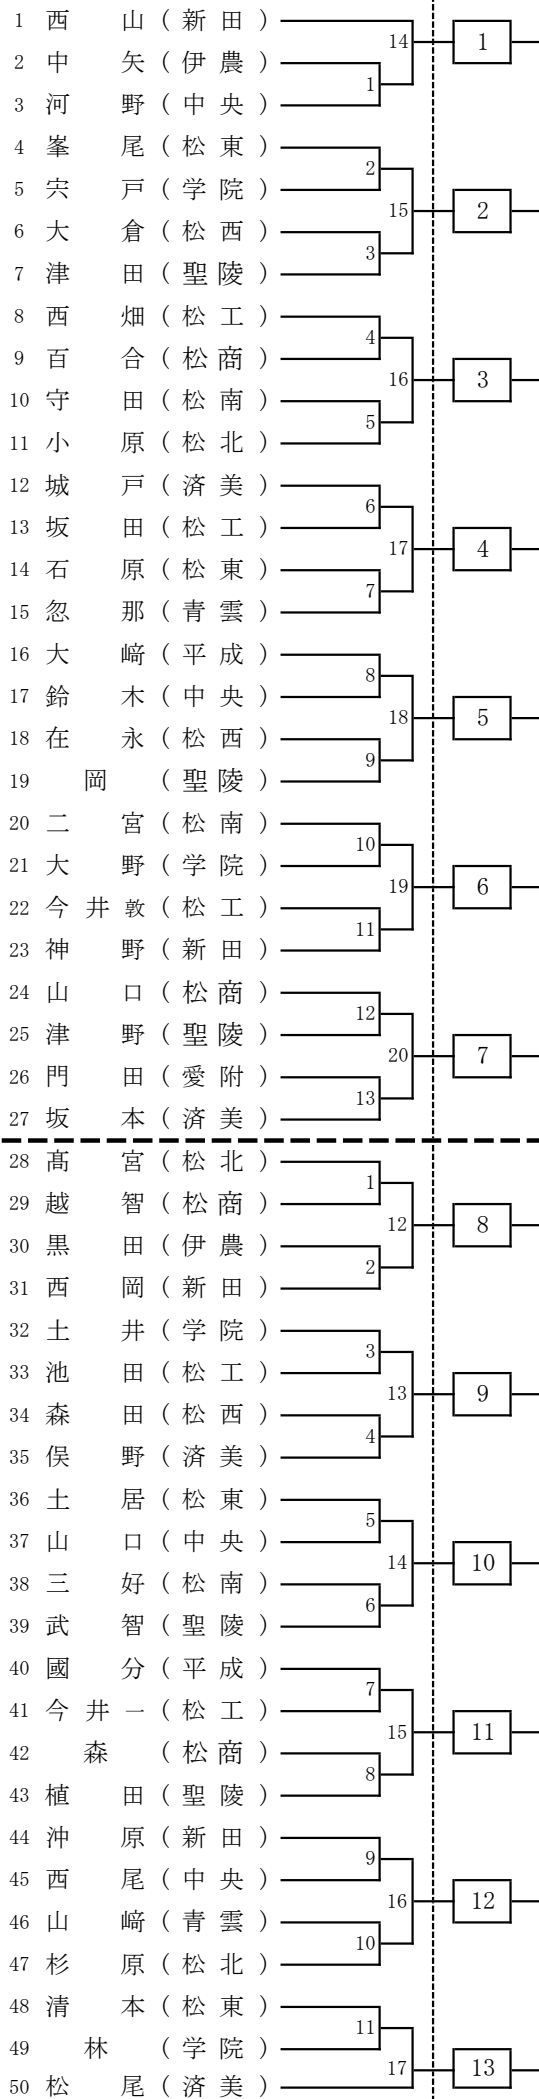 1 西山(新田)
14 1
2 中矢(伊農)
1
3 河野(中央)
4 峯尾(松東)
2
5 宍戸(学院)
15 2
6 大倉(松西)
3
7 津田(聖陵)
8 西畑(松工)
4
9 百合(松商)
16 3
10 守田(松南)
5
11 小原(松北)
12 城戸(済美)
6
13 坂田(松工)
17 4
14 石原(松東)
7
15 忽那(青雲)
16 大﨑(平成)
8
17 鈴木(中央)
18 5
18 在永(松西)
9
19 岡(聖陵)
20 二宮(松南)
10
21 大野(学院)
19 6
22 今井敦(松工)
11
23 神野(新田)
24 山口(松商)
12
25 津野(聖陵)
20 7
26 門田(愛附)
13
27 坂本(済美)
28 髙宮(松北)
1
29 越智(松商)
12 8
30 黒田(伊農)
2
31 西岡(新田)
32 土井(学院)
3
33 池田(松工)
13 9
34 森田(松西)
4
35 俣野(済美)
36 土居(松東)
5
37 山口(中央)
14 10
38 三好(松南)
6
39 武智(聖陵)
40 國分(平成)
7
41 今井一(松工)
15 11
42 森(松商)
8
43 植田(聖陵)
44 沖原(新田)
9
45 西尾(中央)
16 12
46 山﨑(青雲)
10
47 杉原(松北)
48 清本(松東)
11
49 林(学院)
17 13
50 松尾(済美)